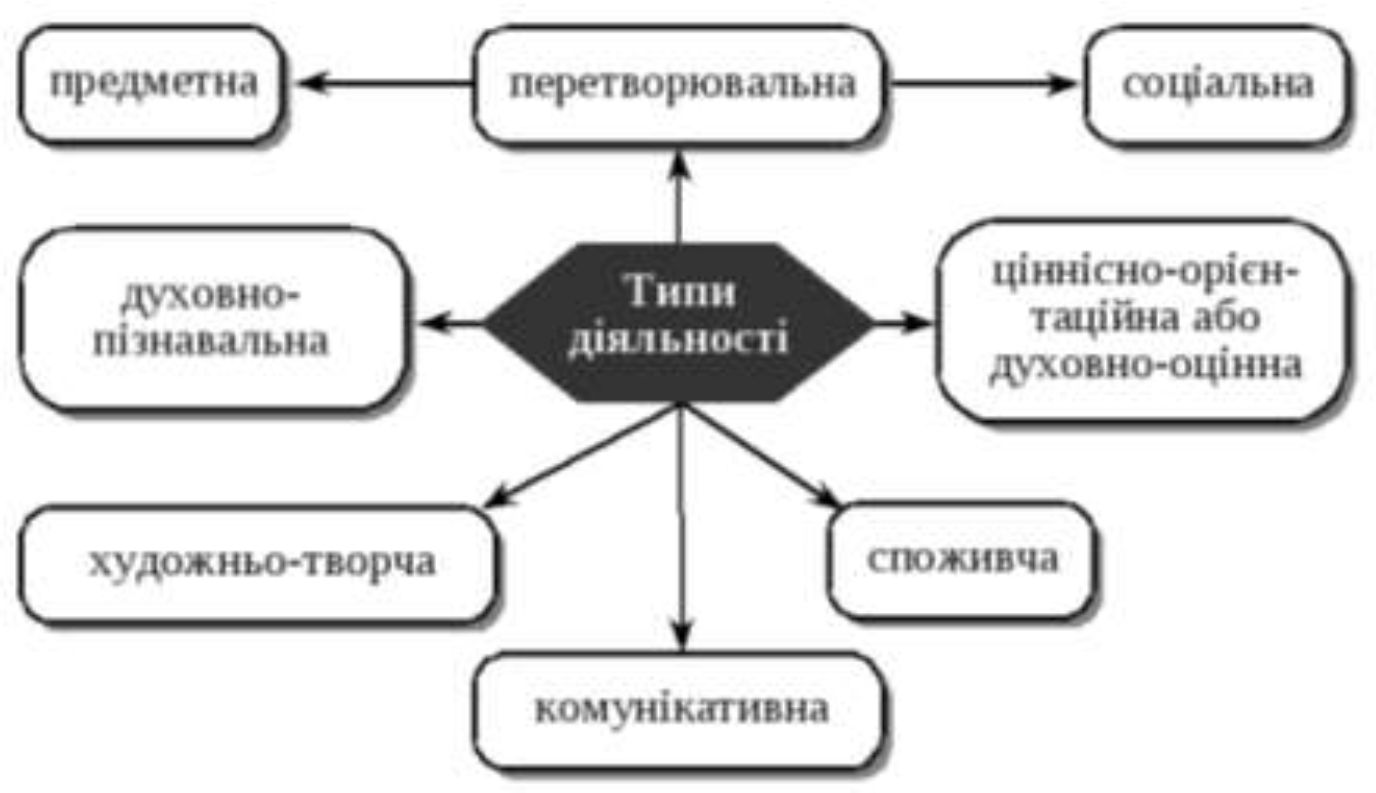 предметна
перетворювальна
соціальна
духовно-
пізнавальна
Типи
діяльності
ціннісно-орієн-
таційна або
духовно-оцінна
художньо-творча
споживча
комунікативна